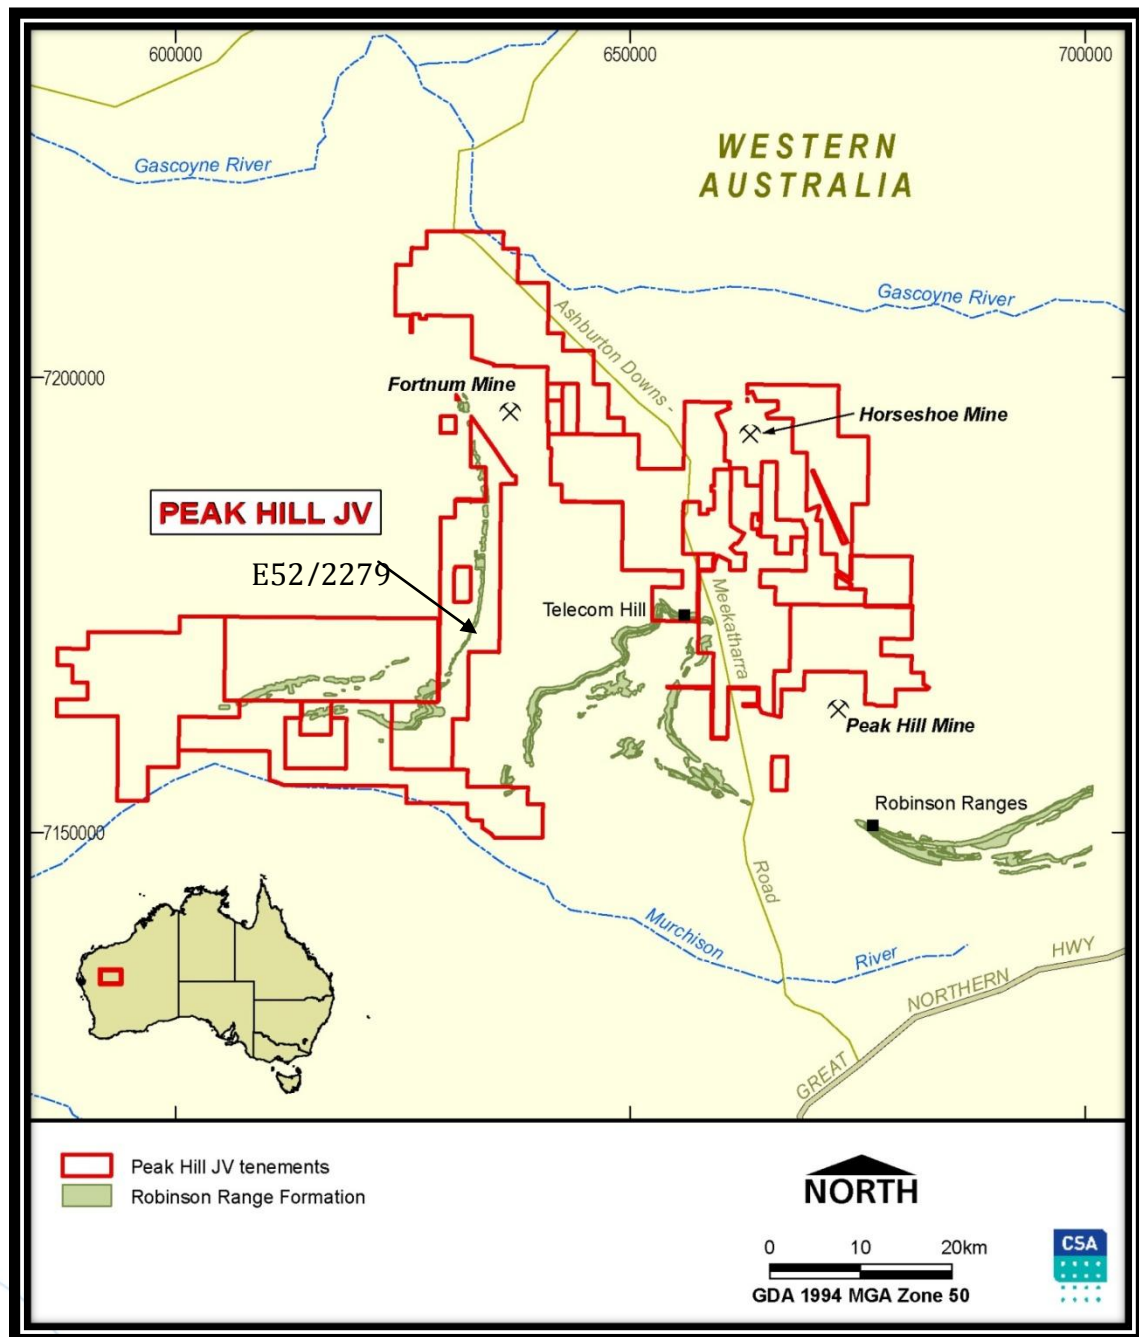 600000
650000
700000
Gascoyne River
WESTERN
AUSTRALIA
Gascoyne River
Ashburton Downs -
7200000
Fortnum Mine
Horseshoe Mine
PEAK HILL JV
E52/2279
Telecom Hill
Meekatharra
Peak Hill Mine
Robinson Ranges
7150000
Road
Murchison
River
GREAT
NORTHERN
HWY
Peak Hill JV tenements
Robinson Range Formation
NORTH
0 10 20km
GDA 1994 MGA Zone 50
CSA